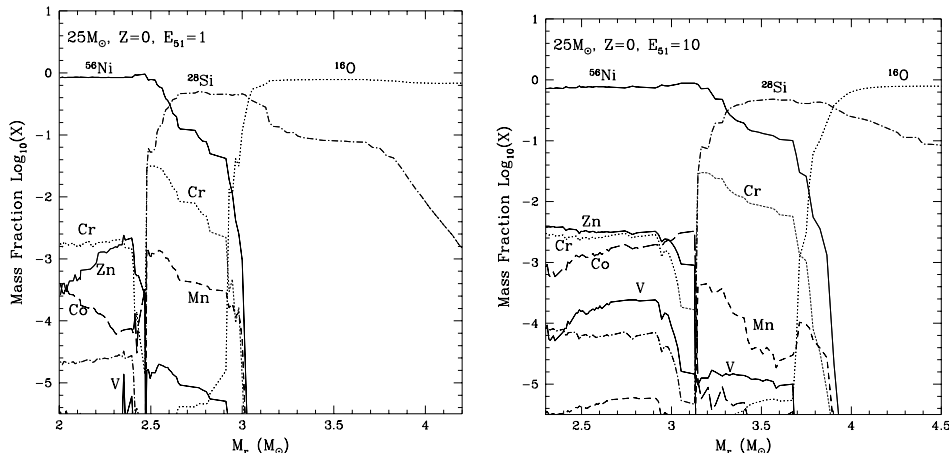 25M⊙, Z=0, E₅₁=1
⁵⁶Ni
²⁸Si
¹⁶O
Cr
Cr
Zn
Co
Mn
V
0
-1
-2
-3
-4
-5
Mass Fraction Log₁₀(X)
2
2.5
3
3.5
4
Mᵣ (M⊙)
25M⊙, Z=0, E₅₁=10
⁵⁶Ni
²⁸Si
¹⁶O
Cr
Zn
Cr
Co
V
Mn
V
0
-1
-2
-3
-4
-5
Mass Fraction Log₁₀(X)
2.5
3
3.5
4
4.5
Mᵣ (M⊙)